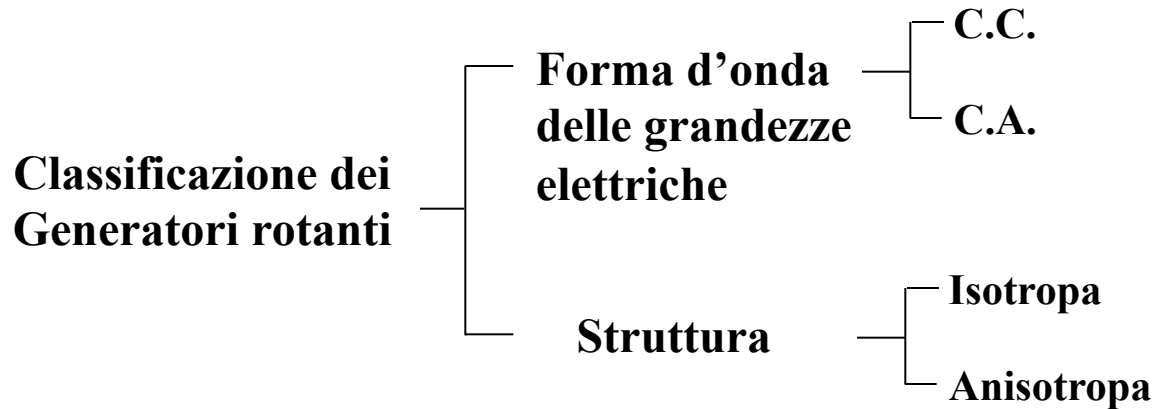 Classificazione dei
Generatori rotanti
Forma d’onda
delle grandezze
elettriche
C.C.
C.A.
Struttura
Isotropa
Anisotropa